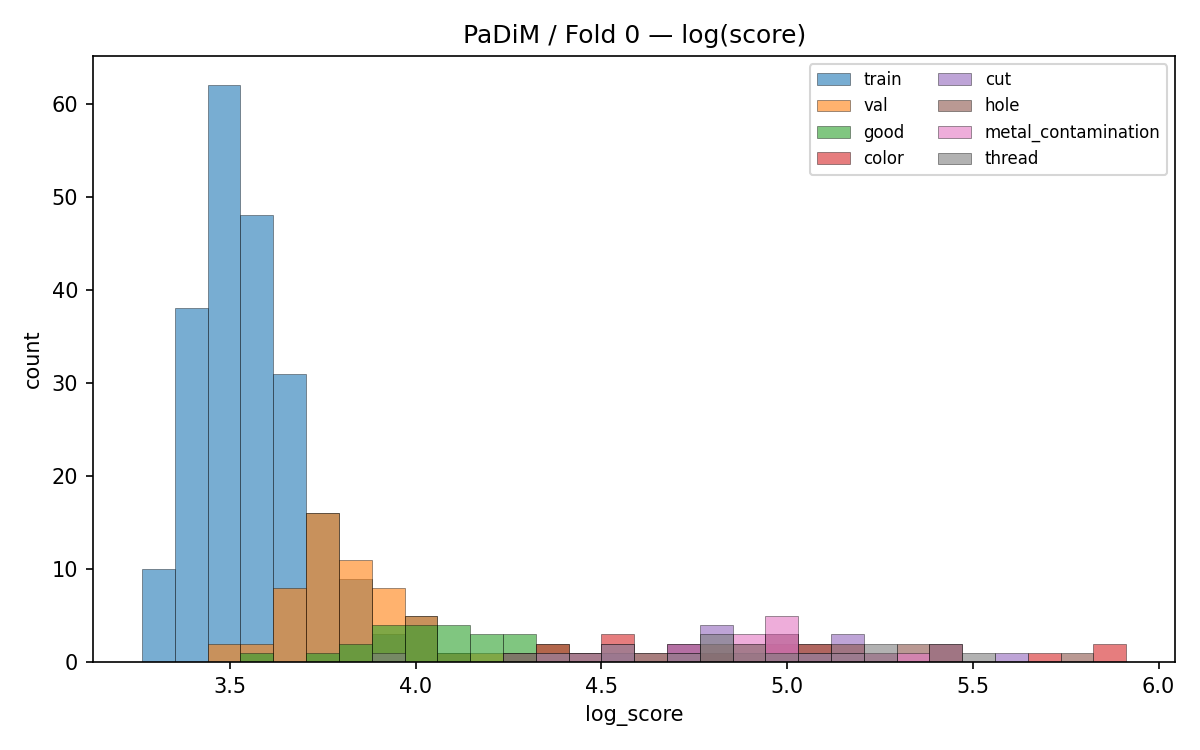 PaDiM / Fold 0 — log(score)
train
val
good
color
cut
hole
metal_contamination
thread
count
60
50
40
30
20
10
0
3.5
4.0
4.5
5.0
5.5
6.0
log_score